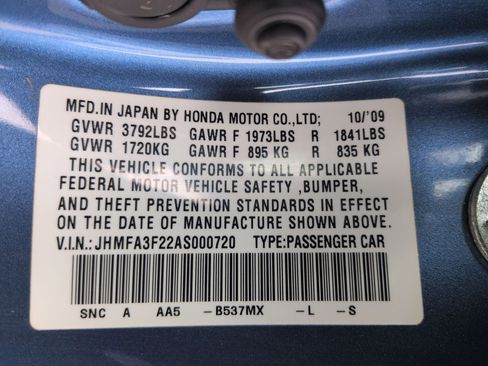 MFD.IN JAPAN BY HONDA MOTOR CO.,LTD; 10/'09
GVWR 3792LBS GAWR F 1973LBS R 1841LBS
GVWR 1720KG GAWR F 895 KG R 835 KG
THIS VEHICLE CONFORMS TO ALL APPLICABLE
FEDERAL MOTOR VEHICLE SAFETY ,BUMPER,
AND THEFT PREVENTION STANDARDS IN EFFECT
ON THE DATE OF MANUFACTURE SHOWN ABOVE.
V.I.N.: JHMFA3F22AS000720 TYPE:PASSENGER CAR
SNC A AA5 -B537MX -L -S